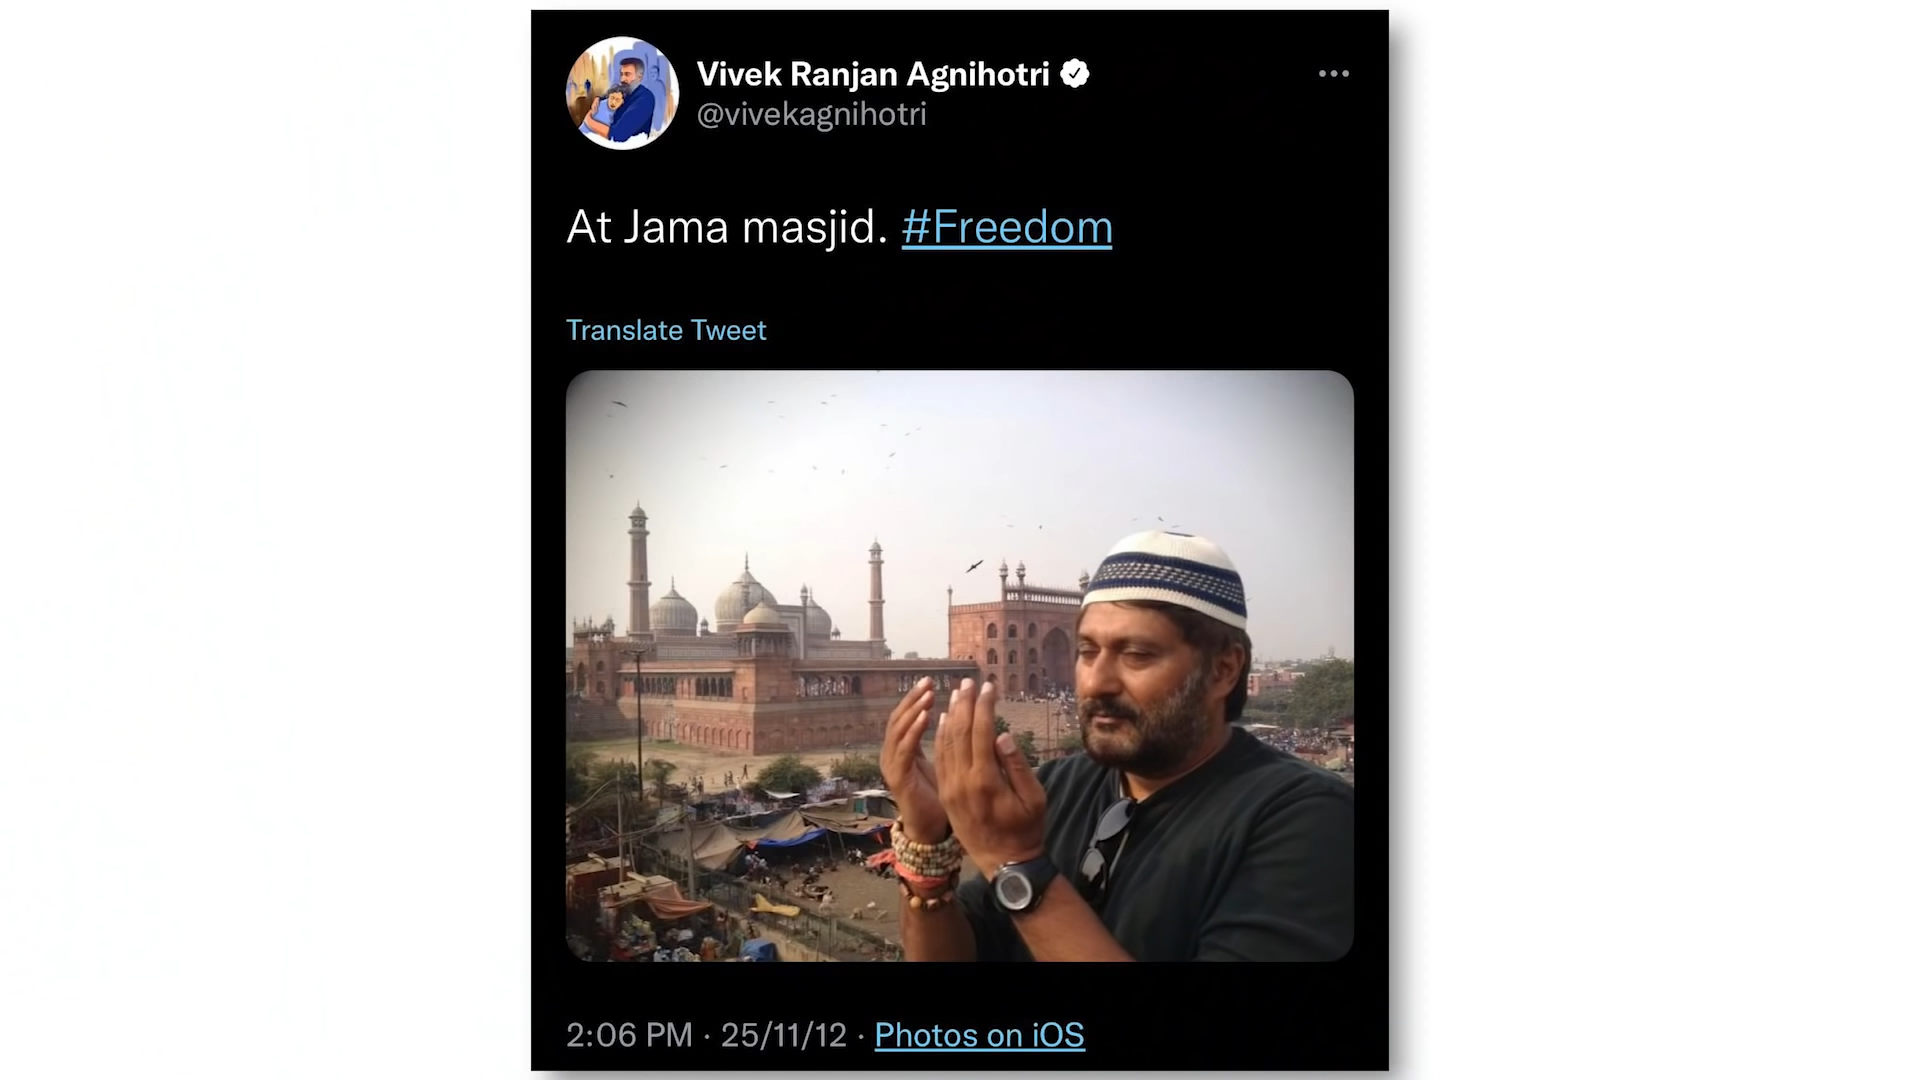 Vivek Ranjan Agnihotri
@vivekagnihotri
At Jama masjid. #Freedom
Translate Tweet
2:06 PM · 25/11/12 · Photos on iOS